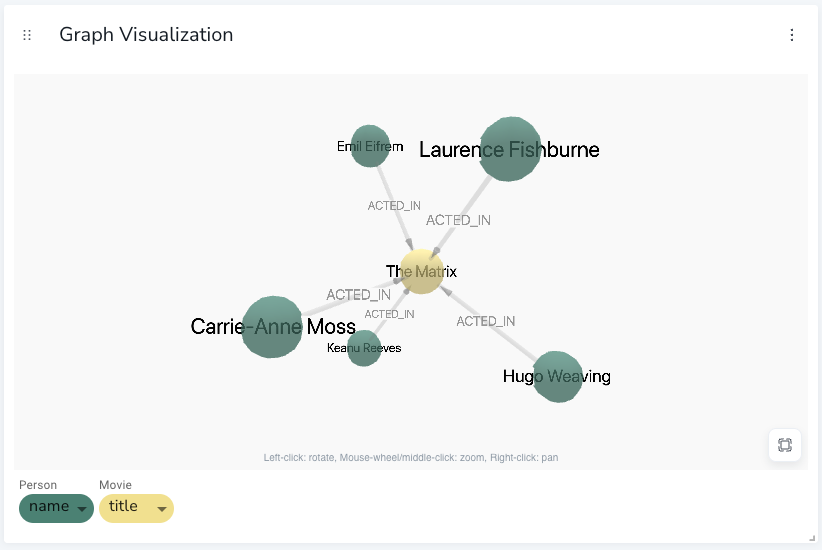 Graph Visualization
Emil Eifrem
Laurence Fishburne
ACTED_IN
ACTED_IN
The Matrix
ACTED_IN
ACTED_IN
ACTED_IN
Carrie-Anne Moss
Keanu Reeves
Hugo Weaving
Left-click: rotate, Mouse-wheel/middle-click: zoom, Right-click: pan
Person
Movie
name
title